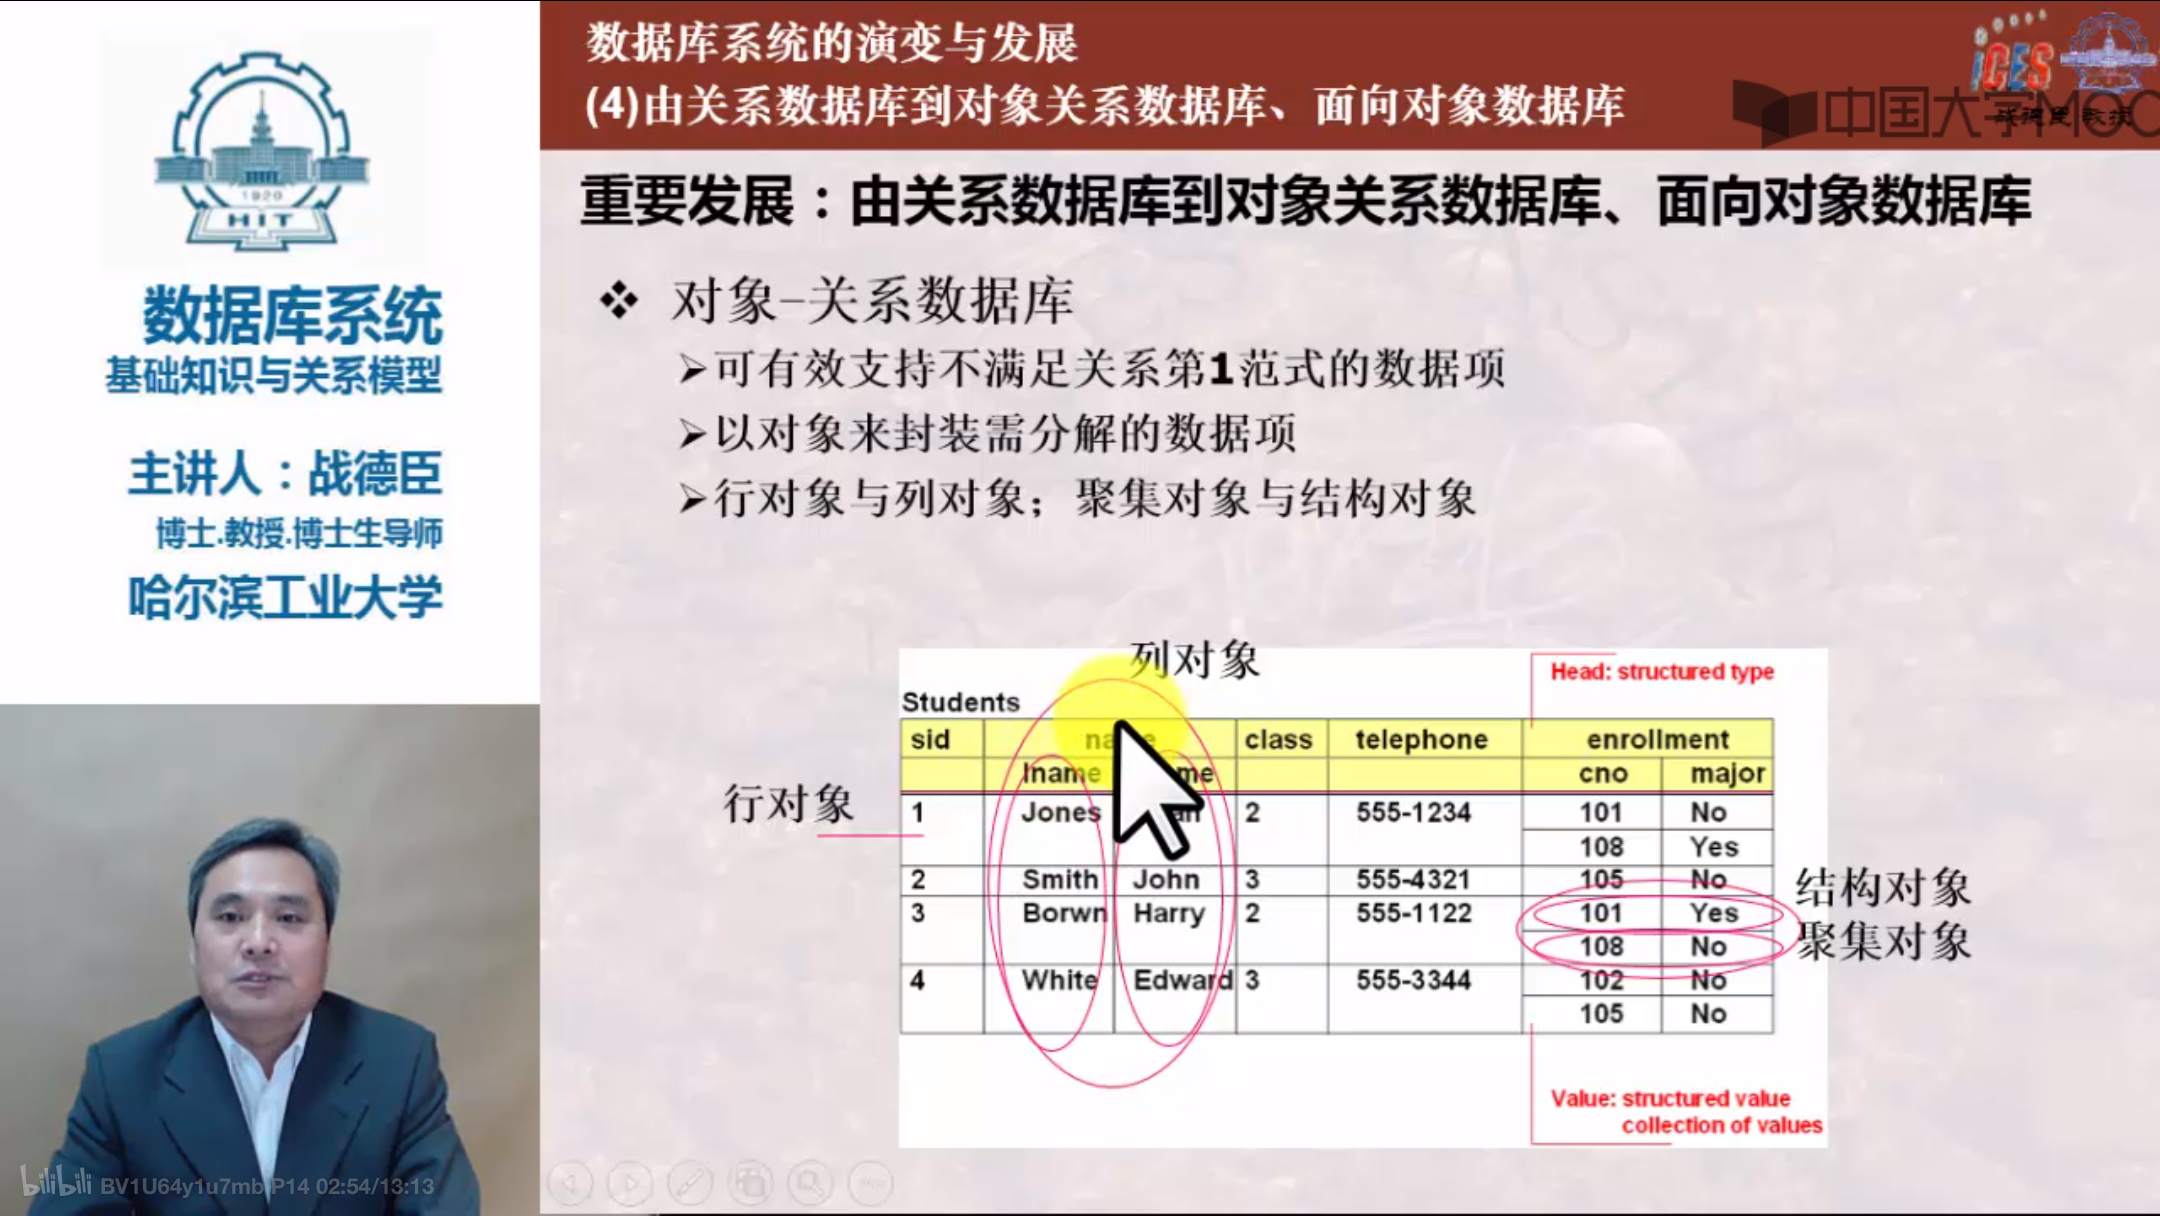 数据库系统的演变与发展
(4)由关系数据库到对象关系数据库、面向对象数据库
iCES
中国大学MOC
1920
HIT
数据库系统
基础知识与关系模型
主讲人：战德臣
博士.教授.博士生导师
哈尔滨工业大学
重要发展：由关系数据库到对象关系数据库、面向对象数据库
❖ 对象-关系数据库
➢可有效支持不满足关系第1范式的数据项
➢以对象来封装需分解的数据项
➢行对象与列对象；聚集对象与结构对象
列对象
Head: structured type
Students
sid class telephone enrollment
lname cno major
行对象
1 Jones 2 555-1234 101 No
108 Yes
2 Smith John 3 555-4321 105 No
3 Borwn Harry 2 555-1122 101 Yes
108 No
4 White Edward 3 555-3344 102 No
105 No
结构对象
聚集对象
Value: structured value
collection of values
bilibili BV1U64y1u7mb P14 02:54/13:13